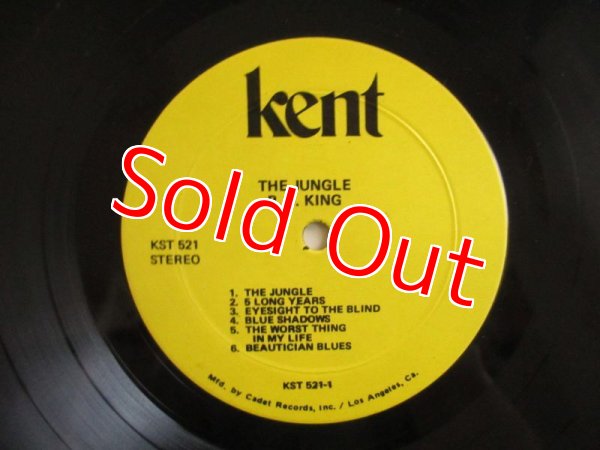 kent
THE JUNGLE
KING
Sold Out
KST 521
STEREO
1. THE JUNGLE
2. 5 LONG YEARS
3. EYESIGHT TO THE BLIND
4. BLUE SHADOWS
5. THE WORST THING
IN MY LIFE
6. BEAUTICIAN BLUES
KST 521-1
Mfd. by Cadet Records, Inc. / Los Angeles, Ca.